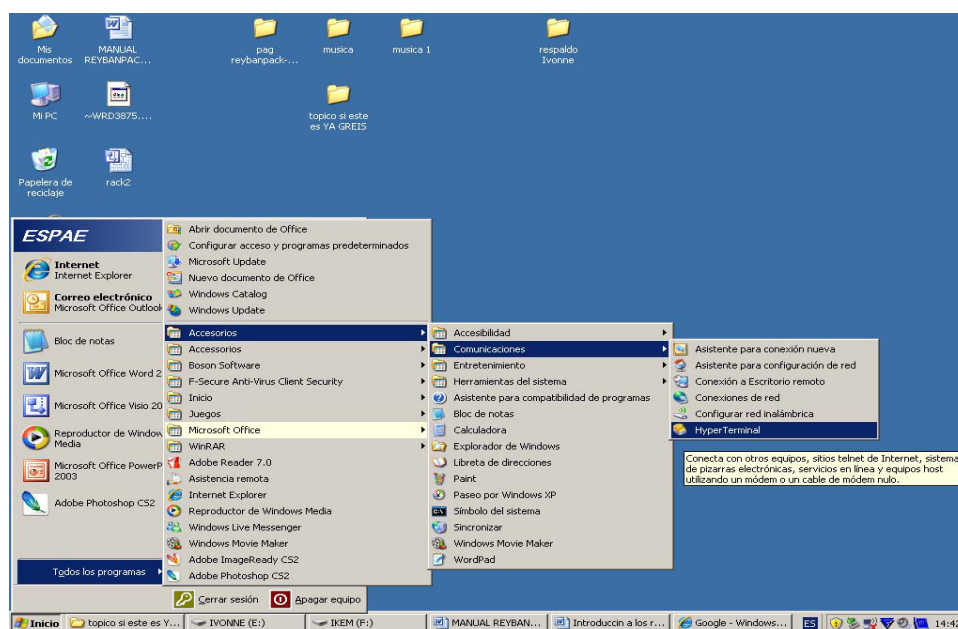 Mis
documentos
MANUAL
REYBANPAC...
pag
reybanpack-...
musica
musica 1
respaldo
Ivonne
Mi PC
~WRD3875....
topico si este
es YA GREIS
Papelera de
reciclaje
rack2
ESPAE
Internet
Internet Explorer
Correo electrónico
Microsoft Office Outlook
Bloc de notas
Microsoft Office Word 2
Microsoft Office Visio 20
Reproductor de Window
Media
Microsoft Office PowerP
2003
Adobe Photoshop CS2
Todos los programas
Abrir documento de Office
Configurar acceso y programas predeterminados
Microsoft Update
Nuevo documento de Office
Windows Catalog
Windows Update
Accesorios
Accessorios
Boson Software
F-Secure Anti-Virus Client Security
Inicio
Juegos
Microsoft Office
WinRAR
Adobe Reader 7.0
Asistencia remota
Internet Explorer
Reproductor de Windows Media
Windows Live Messenger
Windows Movie Maker
Adobe ImageReady CS2
Adobe Photoshop CS2
Accesibilidad
Comunicaciones
Entretenimiento
Herramientas del sistema
Asistente para compatibilidad de programas
Bloc de notas
Calculadora
Explorador de Windows
Libreta de direcciones
Paint
Paseo por Windows XP
Símbolo del sistema
Sincronizar
Windows Movie Maker
WordPad
Asistente para conexión nueva
Asistente para configuración de red
Conexión a Escritorio remoto
Conexiones de red
Configurar red inalámbrica
HyperTerminal
Conecta con otros equipos, sitios telnet de Internet, sistema
de pizarras electrónicas, servicios en línea y equipos host
utilizando un módem o un cable de módem nulo.
Cerrar sesión
Apagar equipo
Inicio
topico si este es Y...
IVONNE (E:)
IKEM (F:)
MANUAL REYBAN...
Introduccin a los r...
Google - Windows...
ES
14:42